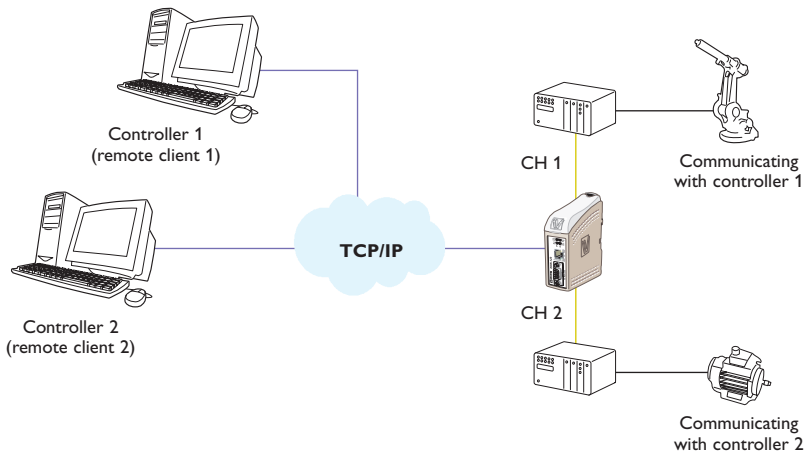 Controller 1
(remote client 1)
CH 1
Communicating
with controller 1
TCP/IP
Controller 2
(remote client 2)
CH 2
Communicating
with controller 2